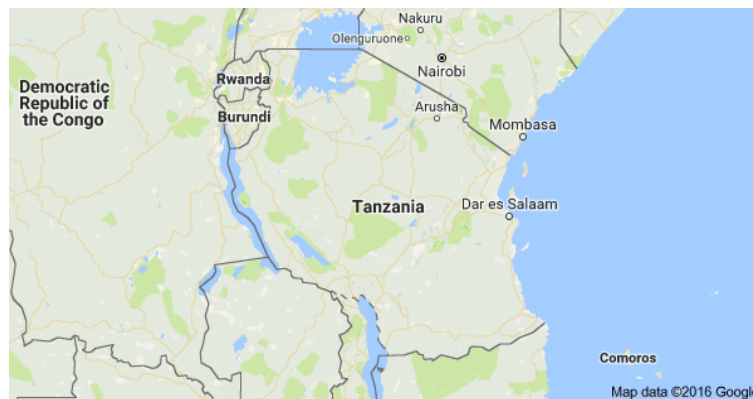 Nakuru
Olenguruone
Nairobi
Rwanda
Democratic
Republic of
the Congo
Arusha
Burundi
Mombasa
Tanzania
Dar es Salaam
Comoros
Map data ©2016 Google